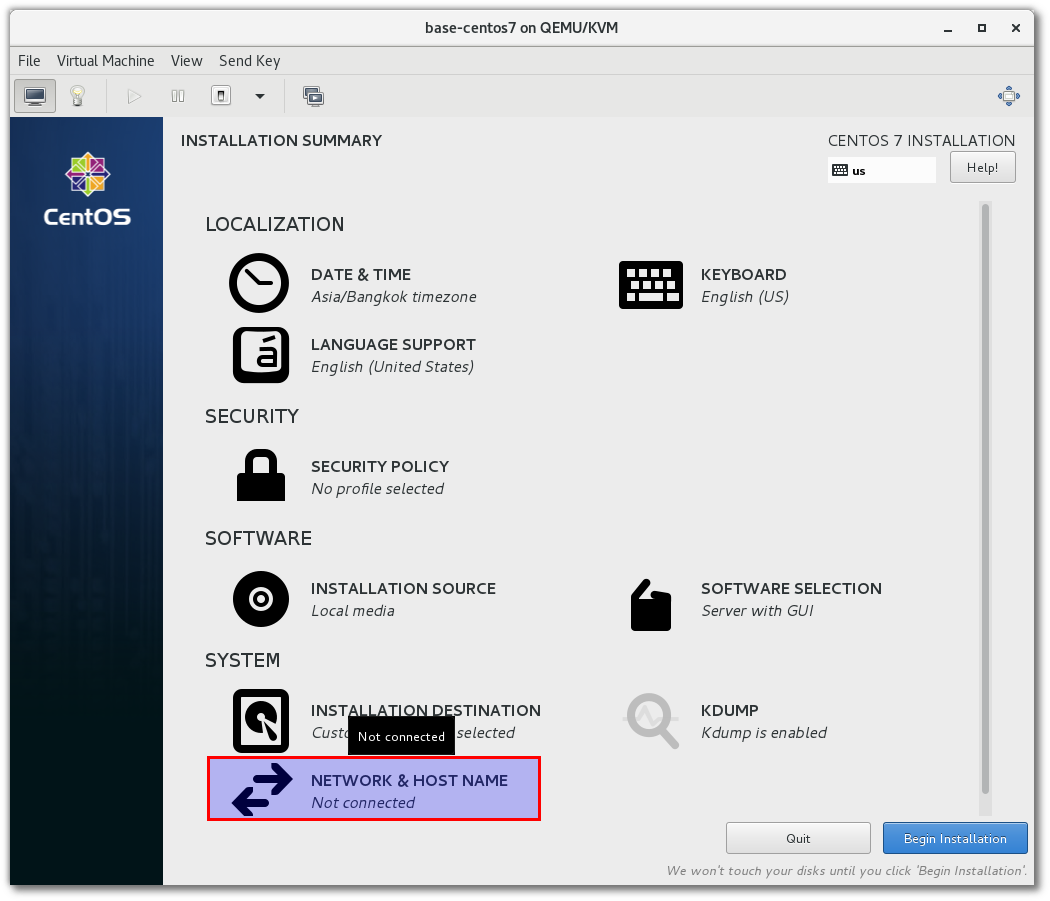 base-centos7 on QEMU/KVM
File Virtual Machine View Send Key
CentOS
INSTALLATION SUMMARY
CENTOS 7 INSTALLATION
us
Help!
LOCALIZATION
DATE & TIME
Asia/Bangkok timezone
KEYBOARD
English (US)
á
LANGUAGE SUPPORT
English (United States)
SECURITY
SECURITY POLICY
No profile selected
SOFTWARE
INSTALLATION SOURCE
Local media
SOFTWARE SELECTION
Server with GUI
SYSTEM
INSTALLATION DESTINATION
selected
Not connected
KDUMP
Kdump is enabled
NETWORK & HOST NAME
Not connected
Quit
Begin Installation
We won't touch your disks until you click 'Begin Installation'.